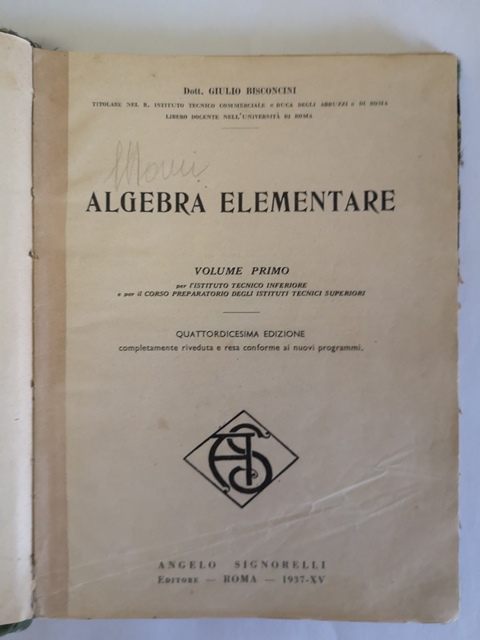 Dott. GIULIO BISCONCINI
TITOLARE NEL R. ISTITUTO TECNICO COMMERCIALE « DUCA DEGLI ABRUZZI » DI ROMA
LIBERO DOCENTE NELL'UNIVERSITÀ DI ROMA
ALGEBRA ELEMENTARE
VOLUME PRIMO
per l'ISTITUTO TECNICO INFERIORE
e per il CORSO PREPARATORIO DEGLI ISTITUTI TECNICI SUPERIORI
QUATTORDICESIMA EDIZIONE
completamente riveduta e resa conforme ai nuovi programmi.
AS
ANGELO SIGNORELLI
EDITORE — ROMA — 1937-XV